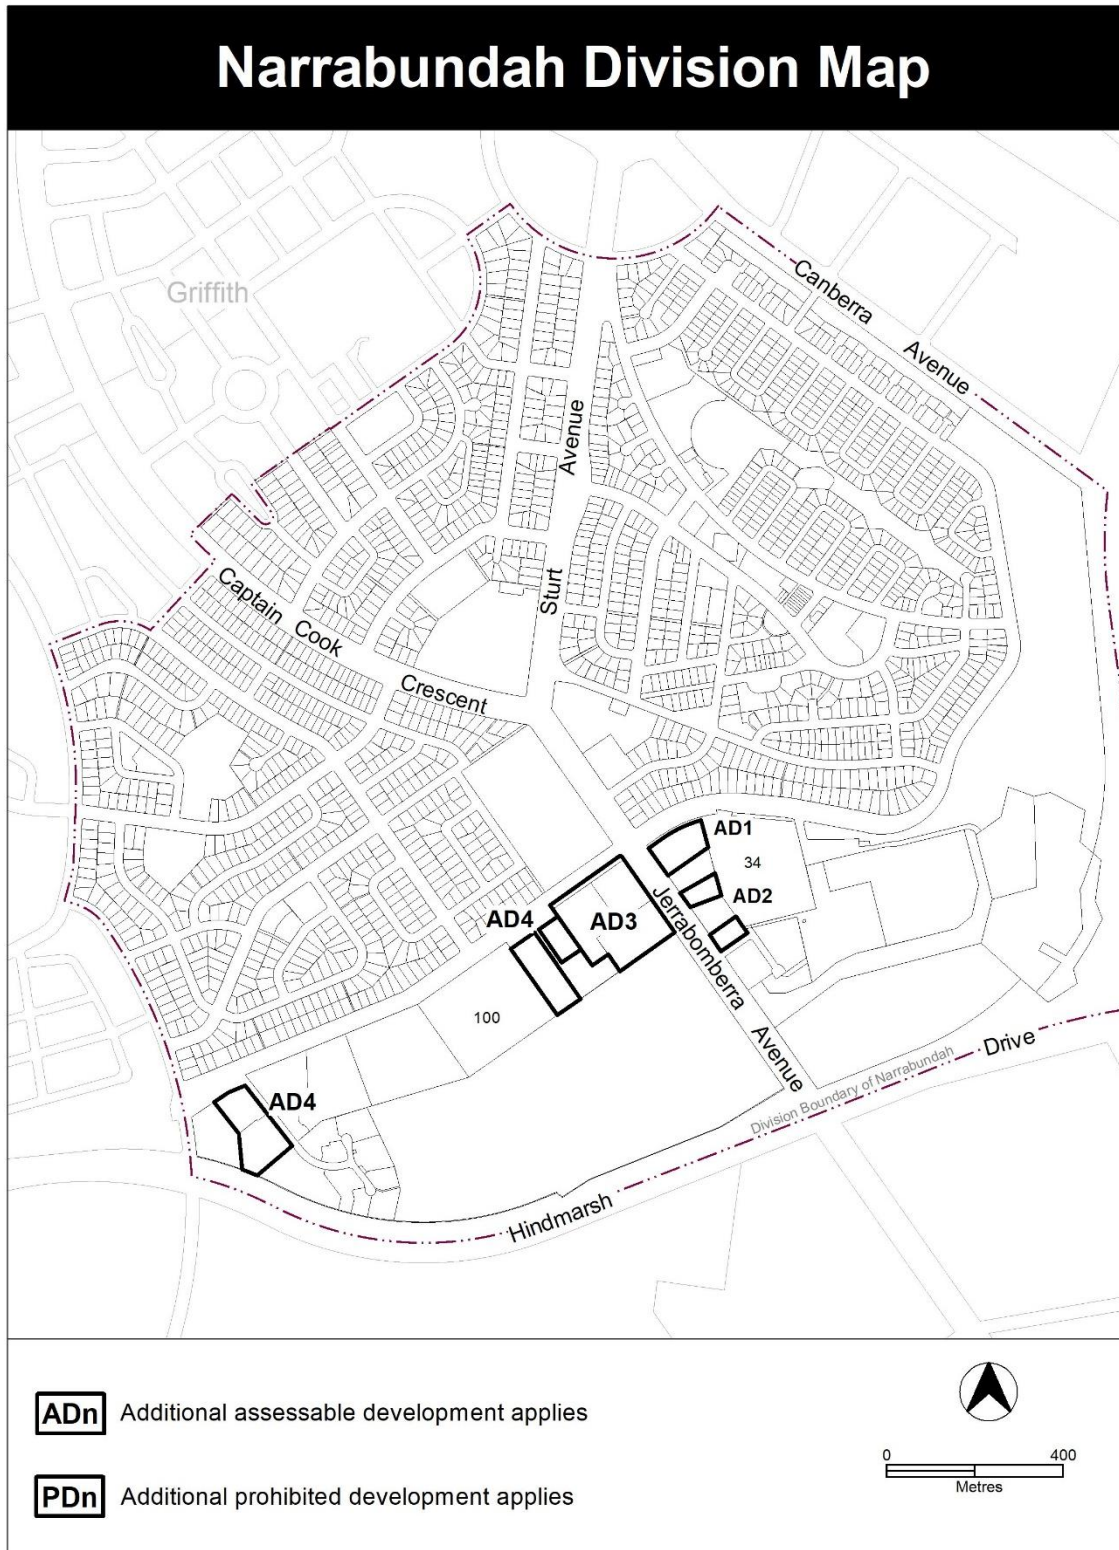 Narrabundah Division Map
Griffith
Canberra
Avenue
Avenue
Sturt
Captain Cook
Crescent
AD1
34
AD2
AD4
AD3
Jerrabomberra
Avenue
100
AD4
Drive
Division Boundary of Narrabundah
Hindmarsh
ADn Additional assessable development applies
PDn Additional prohibited development applies
0 400
Metres